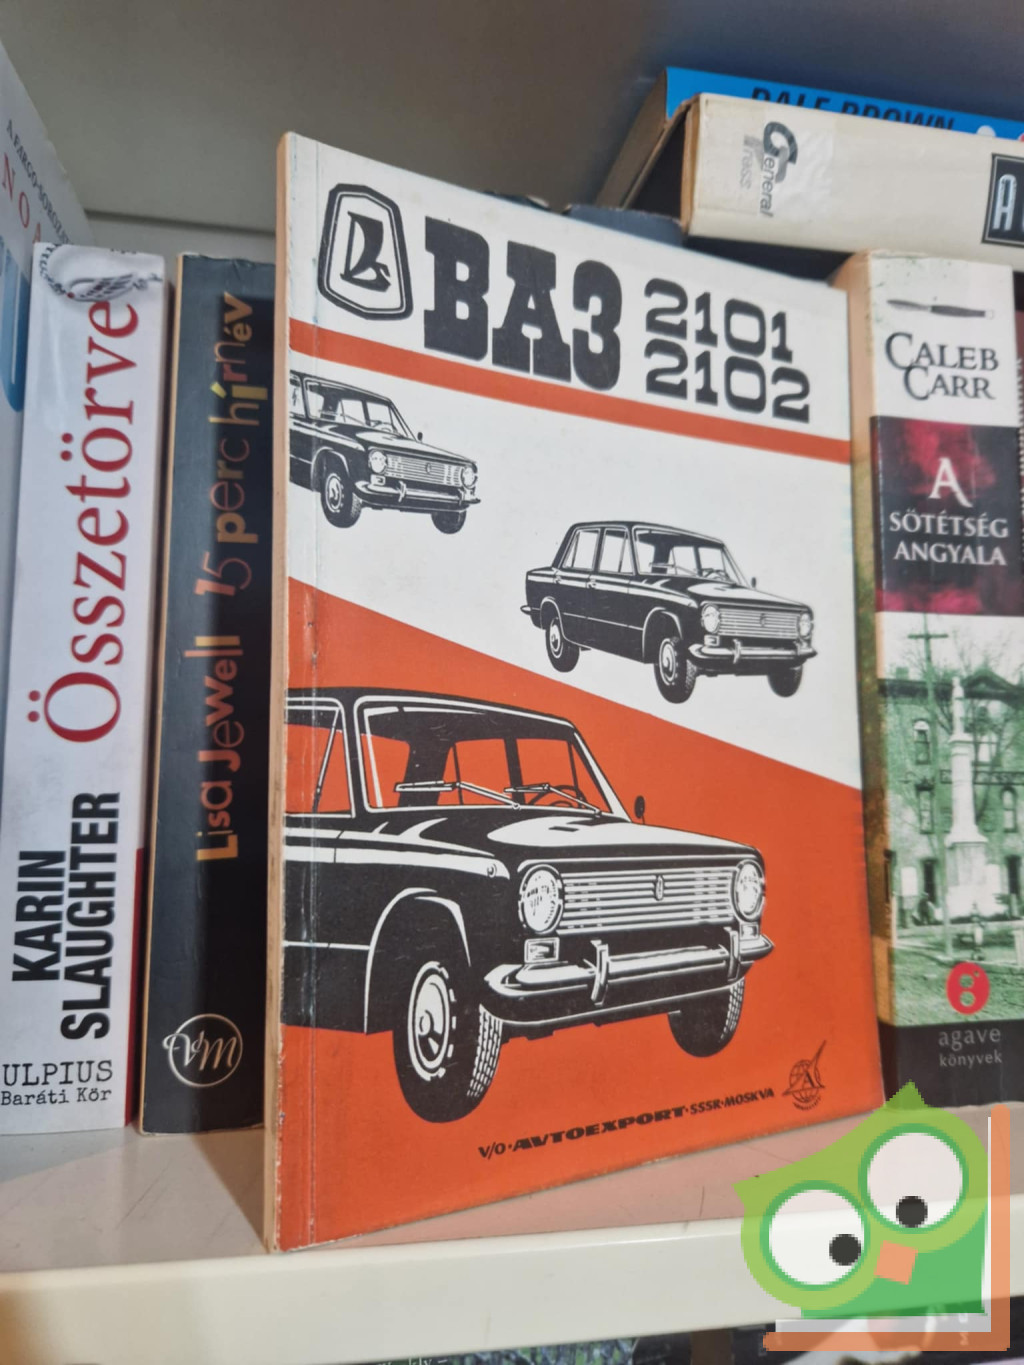 ВАЗ 2101
2102
V/O · AVTOEXPORT · SSSR · MOSKVA
Összetörve
KARIN
SLAUGHTER
ULPIUS
Baráti Kör
Lisa Jewell 15 perc hírnév
VM
DALE BROWN
General
Press
CALEB
CARR
A
SÖTÉTSÉG
ANGYALA
agave
könyvek